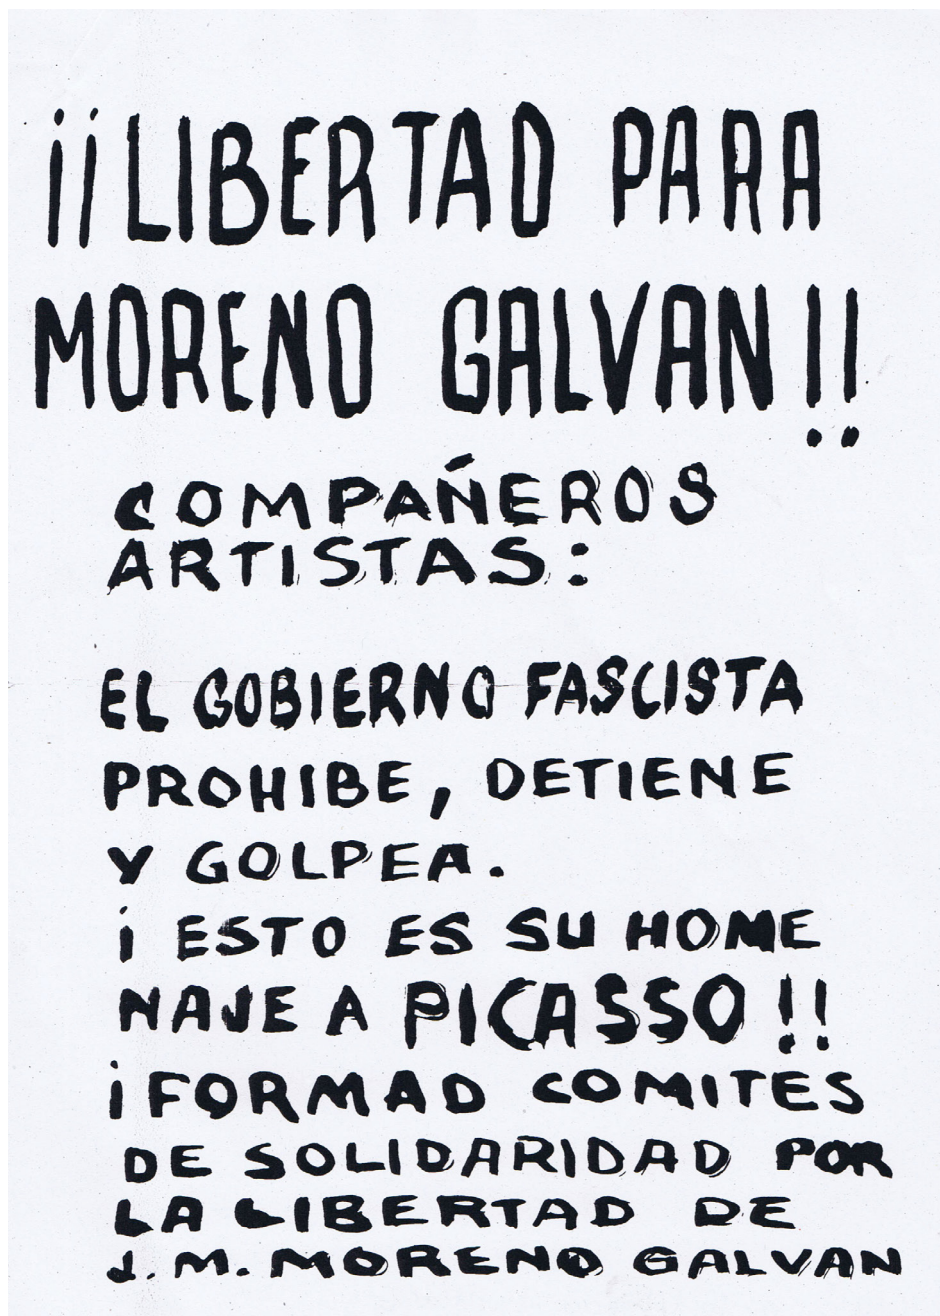 ¡¡LIBERTAD PARA
MORENO GALVAN!!
COMPAÑEROS
ARTISTAS:
EL GOBIERNO FASCISTA
PROHIBE, DETIENE
Y GOLPEA.
¡ESTO ES SU HOME
NAJE A PICASSO!!
¡FORMAD COMITES
DE SOLIDARIDAD POR
LA LIBERTAD DE
J.M. MORENO GALVAN